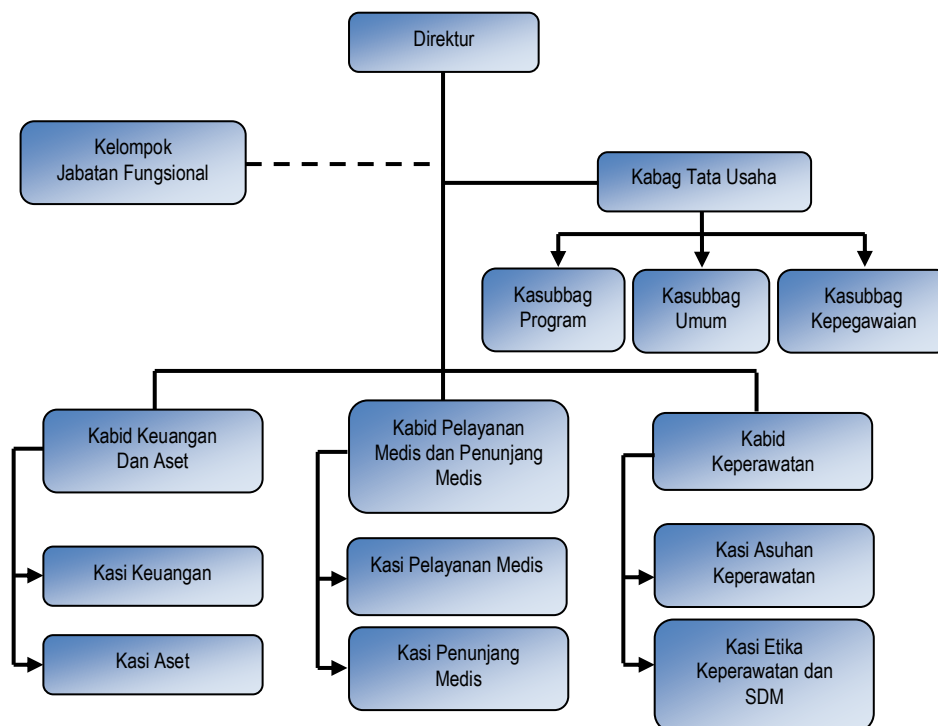 Direktur
Kelompok
Jabatan Fungsional
Kabag Tata Usaha
Kasubbag
Program
Kasubbag
Umum
Kasubbag
Kepegawaian
Kabid Keuangan
Dan Aset
Kabid Pelayanan
Medis dan Penunjang
Medis
Kabid
Keperawatan
Kasi Keuangan
Kasi Pelayanan Medis
Kasi Asuhan
Keperawatan
Kasi Aset
Kasi Penunjang
Medis
Kasi Etika
Keperawatan dan
SDM